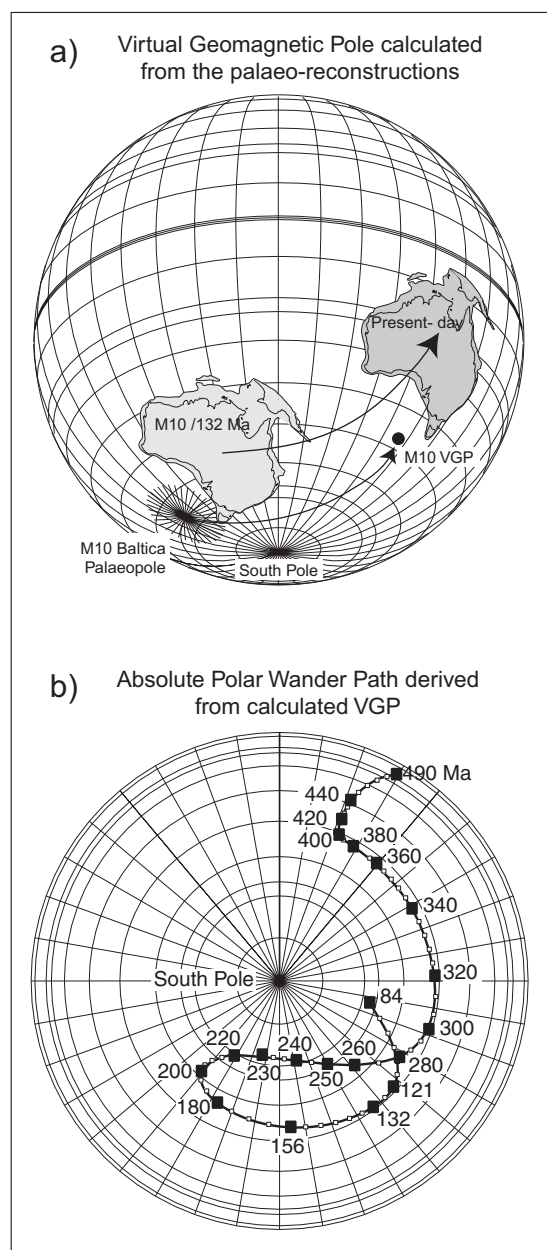 a)
Virtual Geomagnetic Pole calculated
from the palaeo-reconstructions
Present- day
M10 /132 Ma
M10 VGP
M10 Baltica
Palaeopole
South Pole
b)
Absolute Polar Wander Path derived
from calculated VGP
490 Ma
440
420
400
380
360
340
South Pole
320
84
300
220
240
260
280
200
230
250
121
180
132
156